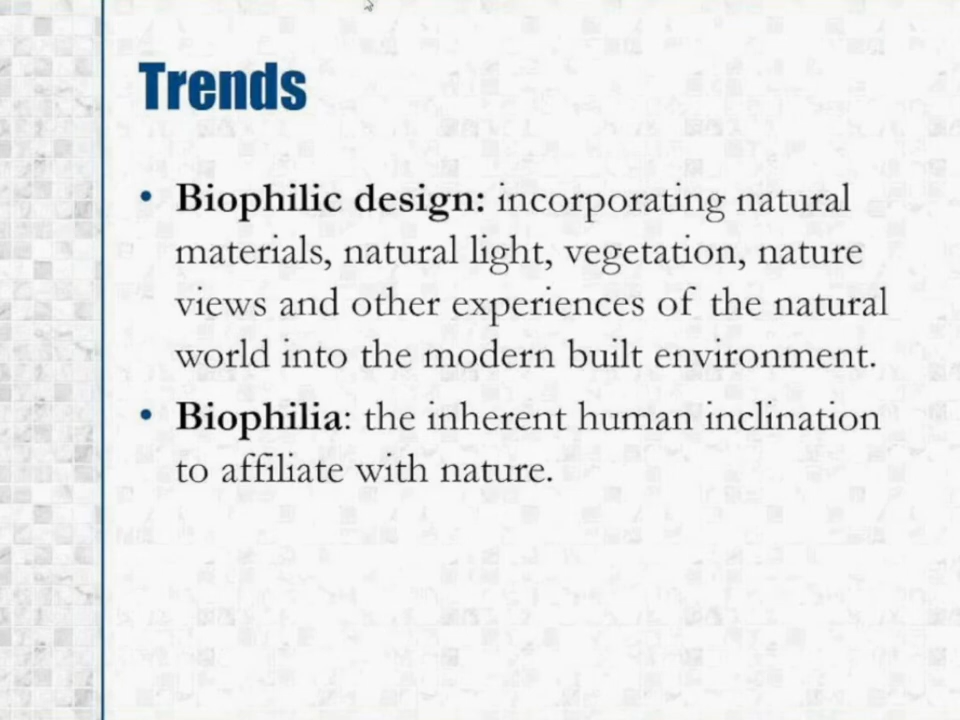 Trends
• Biophilic design: incorporating natural
materials, natural light, vegetation, nature
views and other experiences of the natural
world into the modern built environment.
• Biophilia: the inherent human inclination
to affiliate with nature.